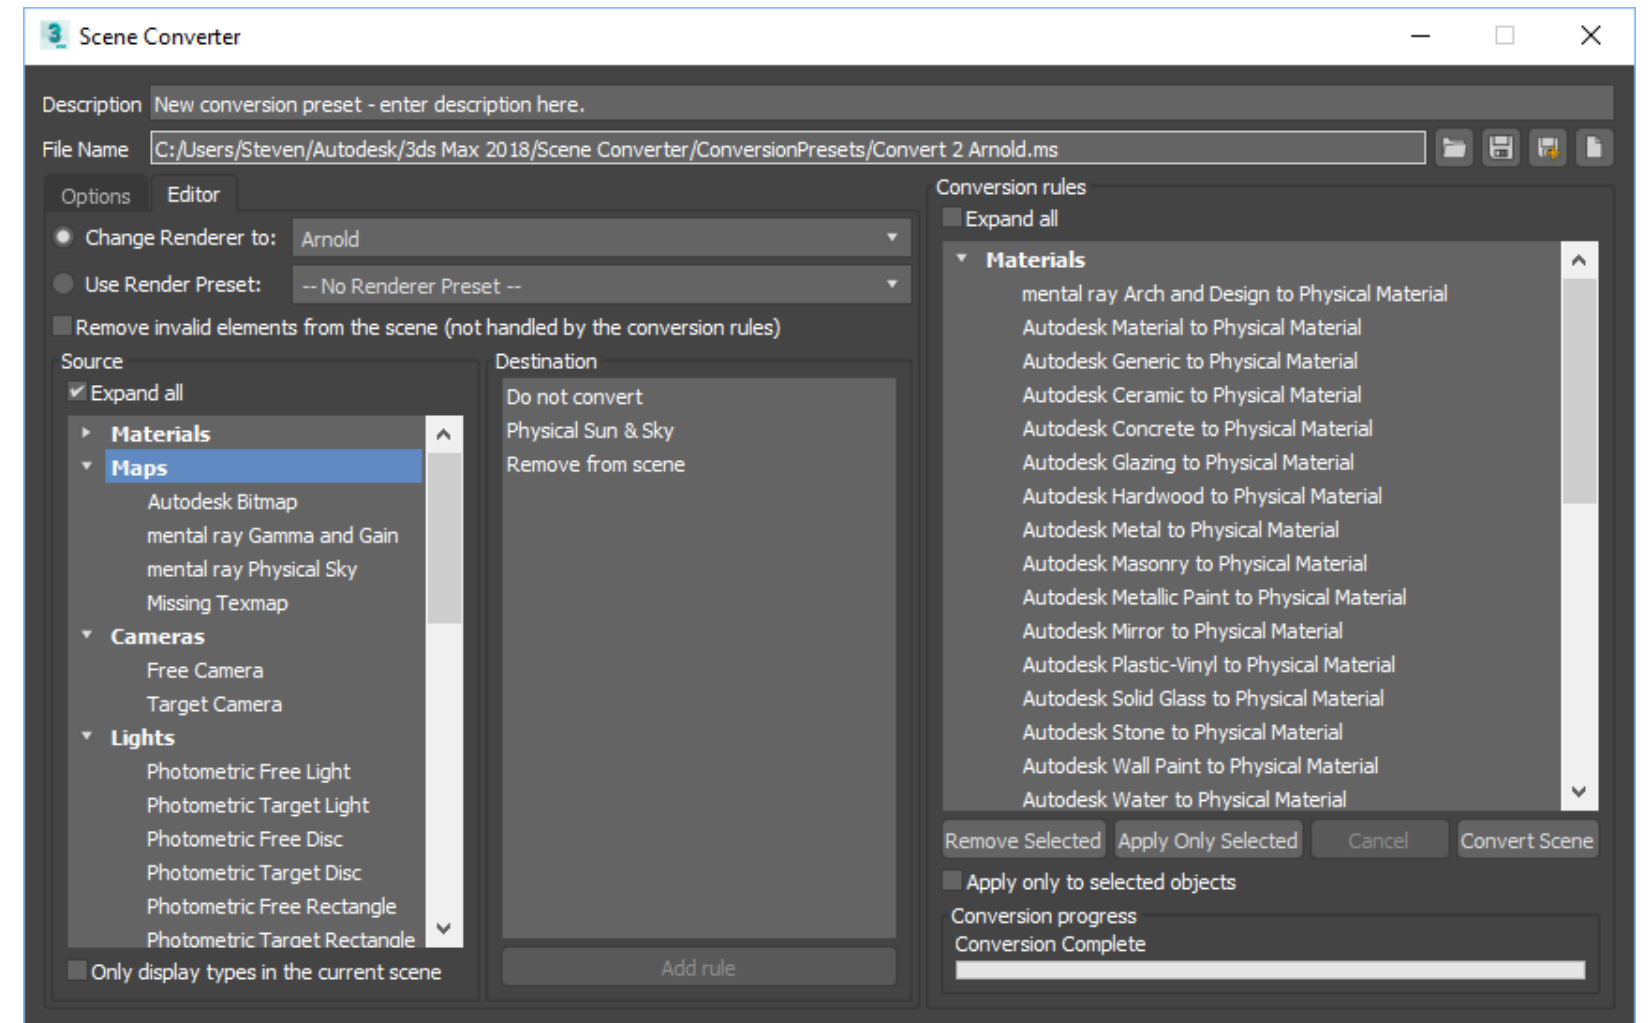 Scene Converter
Description New conversion preset - enter description here.
File Name C:/Users/Steven/Autodesk/3ds Max 2018/Scene Converter/ConversionPresets/Convert 2 Arnold.ms
Options Editor
Change Renderer to: Arnold
Use Render Preset: -- No Renderer Preset --
Remove invalid elements from the scene (not handled by the conversion rules)
Source
Expand all
Materials
Maps
Autodesk Bitmap
mental ray Gamma and Gain
mental ray Physical Sky
Missing Texmap
Cameras
Free Camera
Target Camera
Lights
Photometric Free Light
Photometric Target Light
Photometric Free Disc
Photometric Target Disc
Photometric Free Rectangle
Photometric Target Rectangle
Only display types in the current scene
Destination
Do not convert
Physical Sun & Sky
Remove from scene
Add rule
Conversion rules
Expand all
Materials
mental ray Arch and Design to Physical Material
Autodesk Material to Physical Material
Autodesk Generic to Physical Material
Autodesk Ceramic to Physical Material
Autodesk Concrete to Physical Material
Autodesk Glazing to Physical Material
Autodesk Hardwood to Physical Material
Autodesk Metal to Physical Material
Autodesk Masonry to Physical Material
Autodesk Metallic Paint to Physical Material
Autodesk Mirror to Physical Material
Autodesk Plastic-Vinyl to Physical Material
Autodesk Solid Glass to Physical Material
Autodesk Stone to Physical Material
Autodesk Wall Paint to Physical Material
Autodesk Water to Physical Material
Remove Selected Apply Only Selected Cancel Convert Scene
Apply only to selected objects
Conversion progress
Conversion Complete